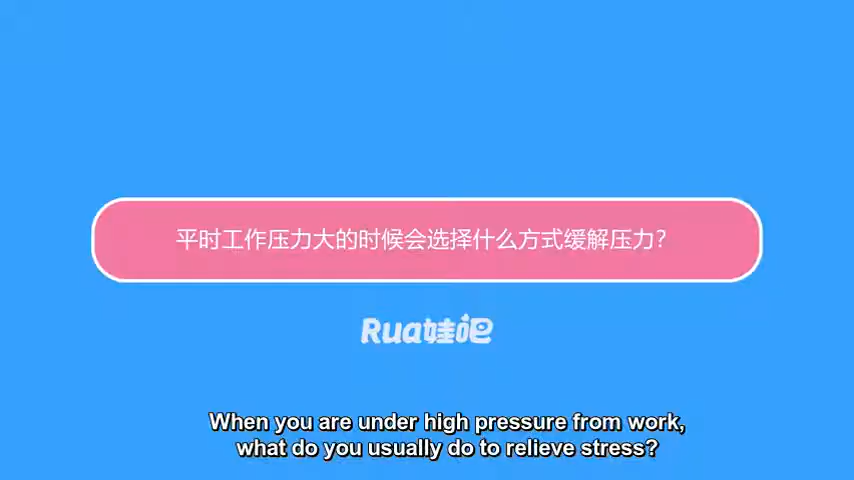 平时工作压力大的时候会选择什么方式缓解压力?
Rua娃吧
When you are under high pressure from work,
what do you usually do to relieve stress?